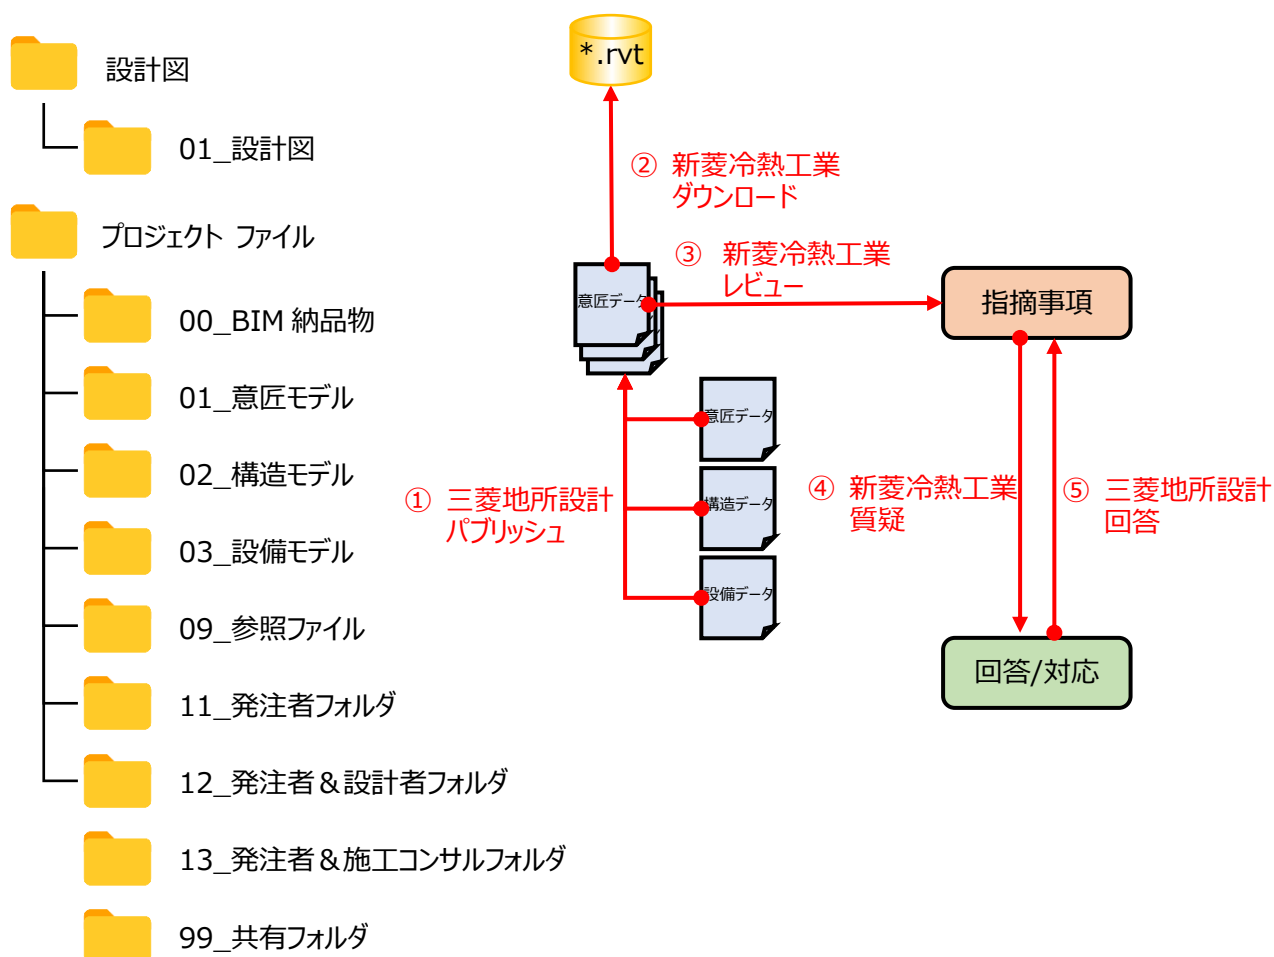 設計図
01_設計図
プロジェクト ファイル
00_BIM 納品物
01_意匠モデル
02_構造モデル
03_設備モデル
09_参照ファイル
11_発注者フォルダ
12_発注者＆設計者フォルダ
13_発注者＆施工コンサルフォルダ
99_共有フォルダ
*.rvt
② 新菱冷熱工業
ダウンロード
③ 新菱冷熱工業
レビュー
意匠データ
指摘事項
意匠データ
① 三菱地所設計
パブリッシュ
構造データ
設備データ
④ 新菱冷熱工業
質疑
⑤ 三菱地所設計
回答
回答/対応